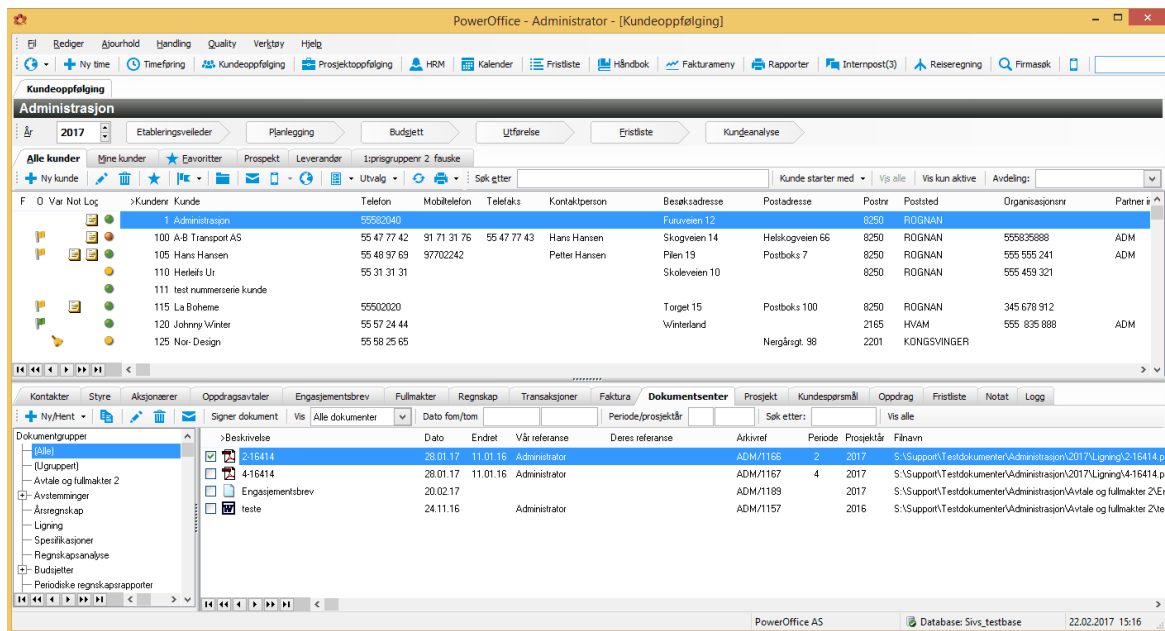 PowerOffice - Administrator - [Kundeoppfølging]
Fil Rediger Ajourhold Handling Quality Verktøy Hjelp
Ny time Timeføring Kundeoppfølging Prosjektoppfølging HRM Kalender Fristliste Håndbok Fakturameny Rapporter Internpost(3) Reiseregning Firmasøk
Kundeoppfølging
Administrasjon
År 2017 Etableringsveileder Planlegging Budsjett Utførelse Fristliste Kundeanalyse
Alle kunder Mine kunder Favoritter Prospekt Leverandør 1:prisgruppenr 2 fauske
Ny kunde Utvalg Søk etter Kunde starter med Vis alle Vis kun aktive Avdeling:
F O Var Not Log >Kundenr Kunde Telefon Mobiltelefon Telefaks Kontaktperson Besøksadresse Postadresse Postnr Poststed Organisasjonsnr Partner
1 Administrasjon 55582040 Furuveien 12 8250 ROGNAN
100 A-B Transport AS 55 47 77 42 91 71 31 76 55 47 77 43 Hans Hansen Skogveien 14 Helskogveien 66 8250 ROGNAN 555835888 ADM
105 Hans Hansen 55 48 97 69 97702242 Petter Hansen Pilen 19 Postboks 7 8250 ROGNAN 555 555 241 ADM
110 Herleifs Ur 55 31 31 31 Skoleveien 10 8250 ROGNAN 555 459 321
111 test nummerserie kunde
115 La Boheme 55502020 Torget 15 Postboks 100 8250 ROGNAN 345 678 912
120 Johnny Winter 55 57 24 44 Winterland 2165 HVAM 555 835 888 ADM
125 Nor- Design 55 58 25 65 Nergårsgt. 98 2201 KONGSVINGER
Kontakter Styre Aksjonærer Oppdragsavtaler Engasjementsbrev Fullmakter Regnskap Transaksjoner Faktura Dokumentsenter Prosjekt Kundespørsmål Oppdrag Fristliste Notat Logg
Ny/Hent Signer dokument Vis Alle dokumenter Dato fom/tom Periode/prosjektår Søk etter: Vis alle
Dokumentgrupper
(Alle)
(Ugruppert)
Avtale og fullmakter 2
Avstemminger
Årsregnskap
Ligning
Spesifikasjoner
Regnskapsanalyse
Budsjetter
Periodiske regnskapsrapporter
>Beskrivelse Dato Endret Vår referanse Deres referanse Arkivref Periode Prosjektår Filnavn
2-16414 28.01.17 11.01.16 Administrator ADM/1166 2 2017 S:\Support\Testdokumenter\Administrasjon\2017\Ligning\2-16414.p
4-16414 28.01.17 11.01.16 Administrator ADM/1167 4 2017 S:\Support\Testdokumenter\Administrasjon\2017\Ligning\4-16414.p
Engasjementsbrev 20.02.17 ADM/1189 2017 S:\Support\Testdokumenter\Administrasjon\Avtale og fullmakter 2\En
teste 24.11.16 Administrator ADM/1157 2016 S:\Support\Testdokumenter\Administrasjon\Avtale og fullmakter 2\te
PowerOffice AS Database: Sivs_testbase 22.02.2017 15:16